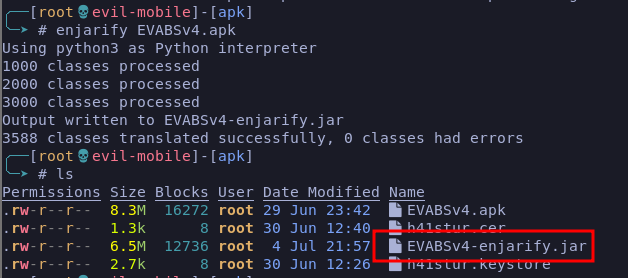 [root evil-mobile]-[apk]
# enjarify EVABSv4.apk
Using python3 as Python interpreter
1000 classes processed
2000 classes processed
3000 classes processed
Output written to EVABSv4-enjarify.jar
3588 classes translated successfully, 0 classes had errors
[root evil-mobile]-[apk]
# ls
Permissions Size Blocks User Date Modified Name
.rw-r--r-- 8.3M 16272 root 29 Jun 23:42 EVABSv4.apk
.rw-r--r-- 1.3k 8 root 30 Jun 12:40 h41stur.cer
.rw-r--r-- 6.5M 12736 root 4 Jul 21:57 EVABSv4-enjarify.jar
.rw-r--r-- 2.7k 8 root 30 Jun 12:26 h41stur.keystore